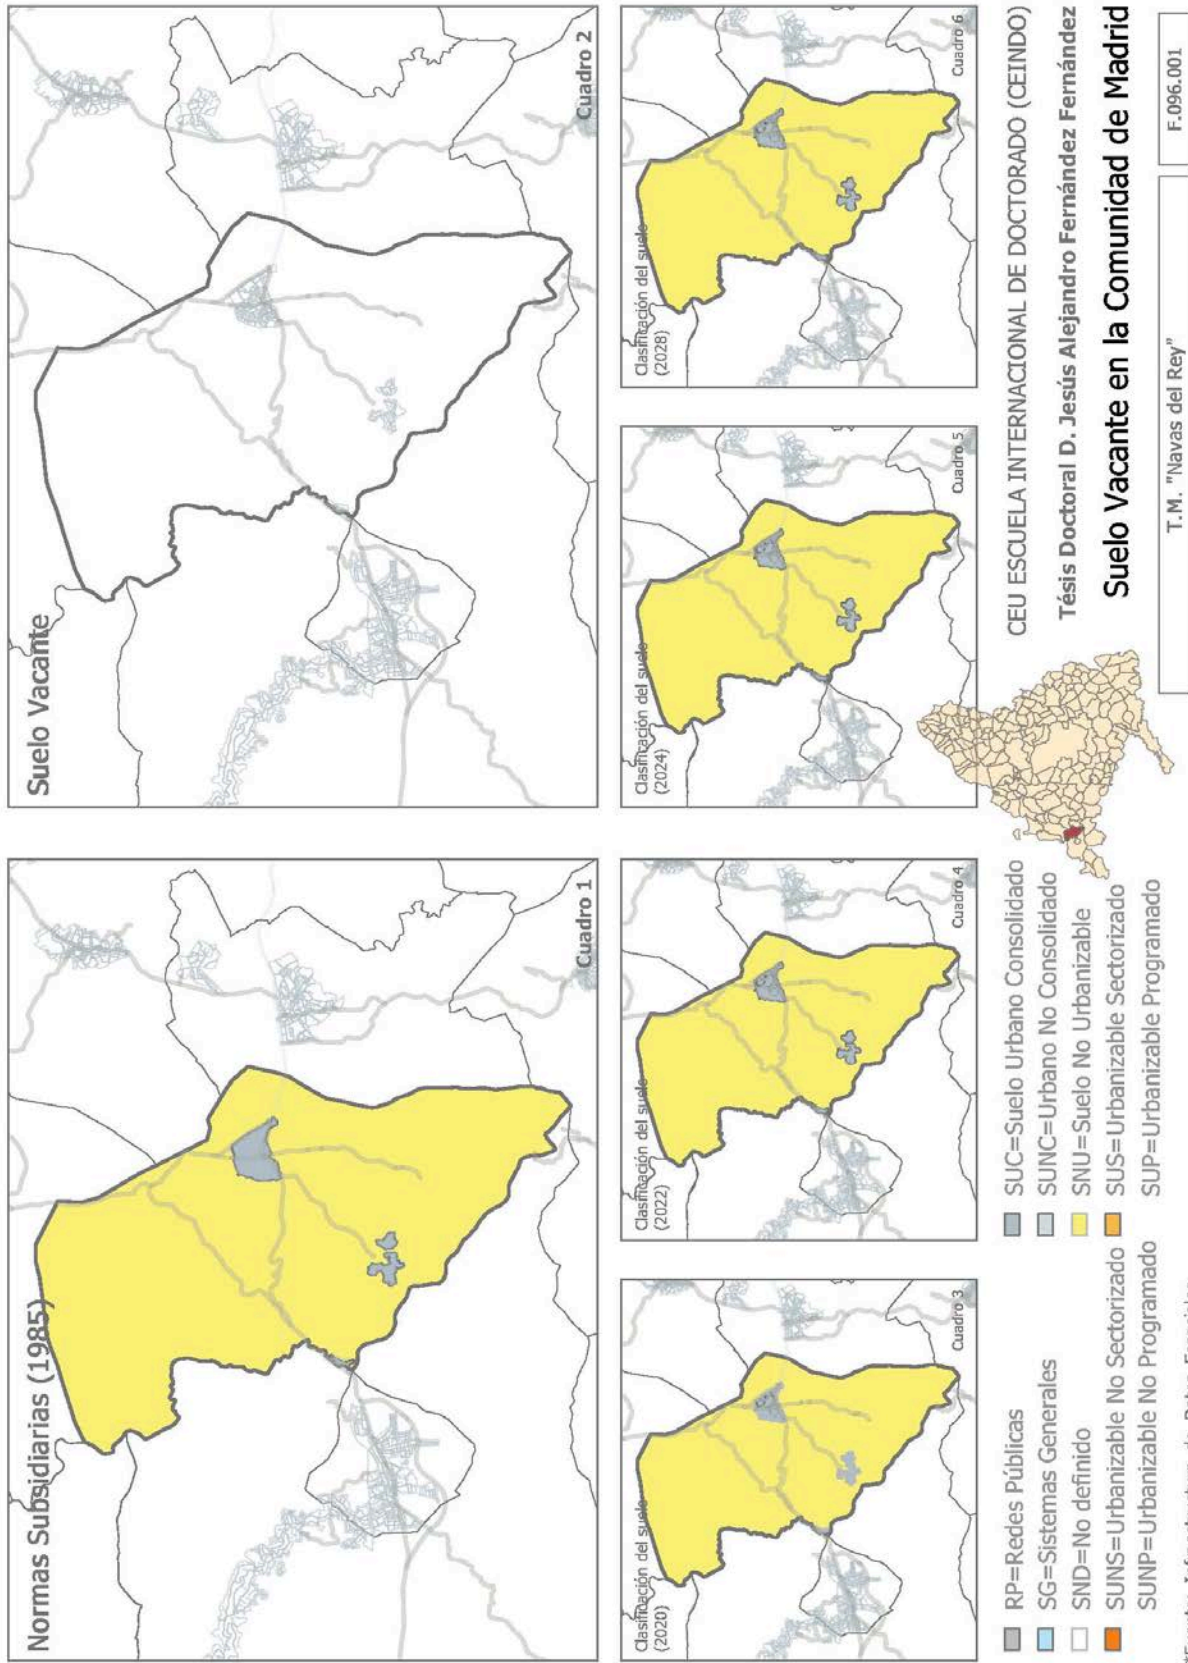 Normas Subsidiarias (1985)
Cuadro 1
Suelo Vacante
Cuadro 2
Clasificación del suelo
(2020)
Cuadro 3
Clasificación del suelo
(2022)
Cuadro 4
Clasificación del suelo
(2024)
Cuadro 5
Clasificación del suelo
(2028)
Cuadro 6
RP=Redes Públicas
SG=Sistemas Generales
SND=No definido
SUNS=Urbanizable No Sectorizado
SUNP=Urbanizable No Programado
SUC=Suelo Urbano Consolidado
SUNC=Urbano No Consolidado
SNU=Suelo No Urbanizable
SUS=Urbanizable Sectorizado
SUP=Urbanizable Programado
CEU ESCUELA INTERNACIONAL DE DOCTORADO (CEINDO)
Tésis Doctoral D. Jesús Alejandro Fernández Fernández
Suelo Vacante en la Comunidad de Madrid
T.M. "Navas del Rey"
F.096.001